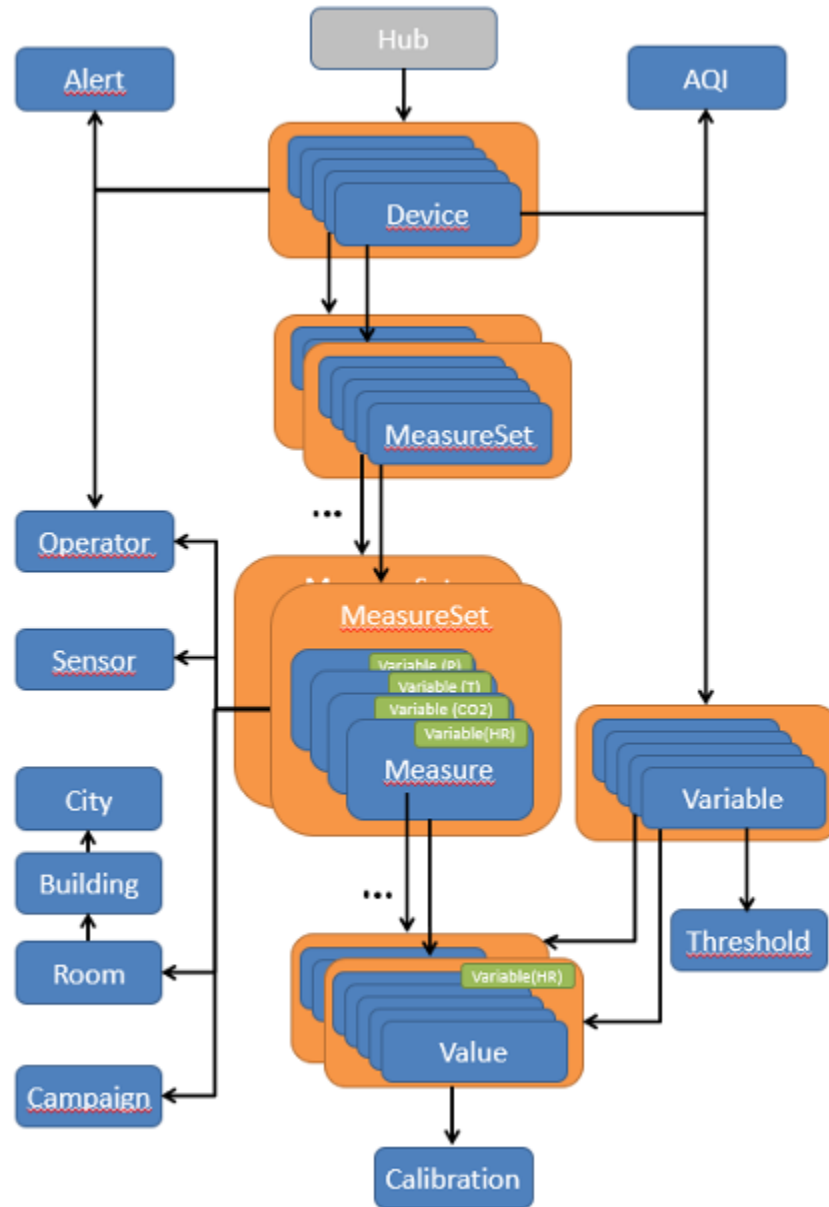 Hub
Alert
AQI
Device
MeasureSet
...
Operator
MeasureSet
Sensor
Variable (P)
Variable (T)
Variable (CO2)
Variable(HR)
Measure
City
Variable
Building
...
Threshold
Room
Variable(HR)
Value
Campaign
Calibration